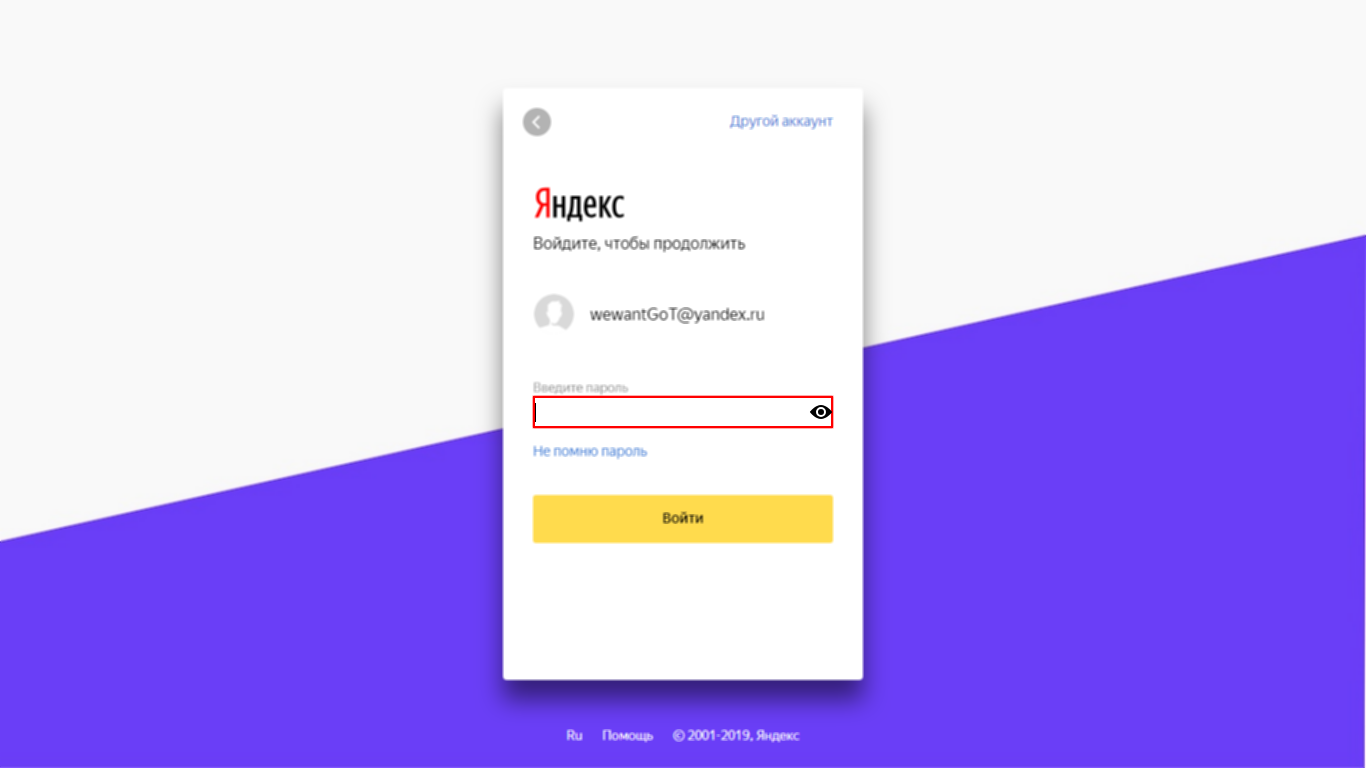 Другой аккаунт
Яндекс
Войдите, чтобы продолжить
wewantGoT@yandex.ru
Введите пароль
Не помню пароль
Войти
Ru Помощь © 2001-2019, Яндекс